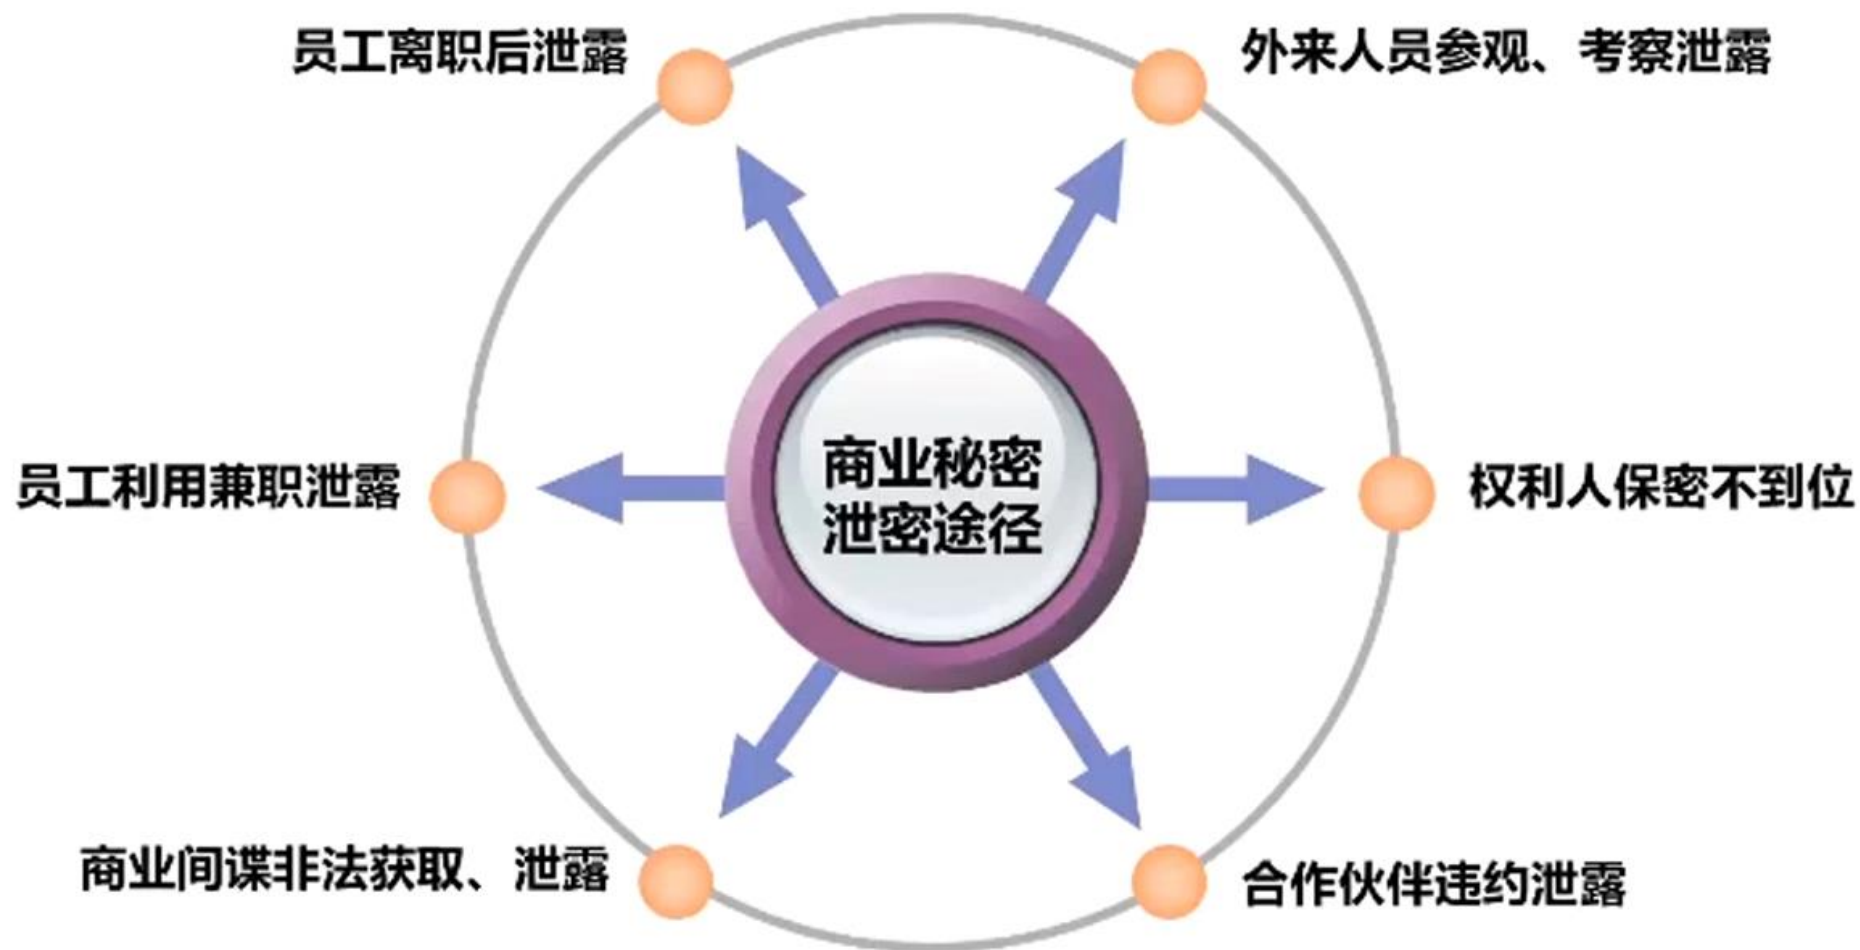 员工离职后泄露
外来人员参观、考察泄露
员工利用兼职泄露
商业秘密
泄密途径
权利人保密不到位
商业间谍非法获取、泄露
合作伙伴违约泄露